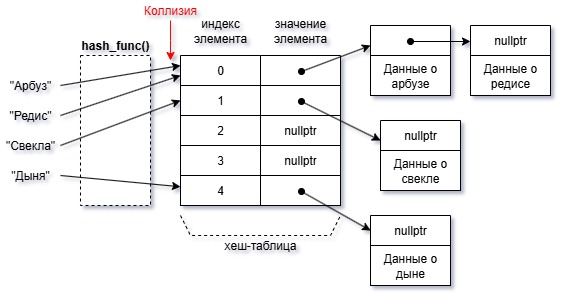 Коллизия
индекс
элемента
значение
элемента
hash_func()
"Арбуз"
"Редис"
"Свекла"
"Дыня"
0
1
2
nullptr
3
nullptr
4
хеш-таблица
Данные о
арбузе
nullptr
Данные о
редисе
nullptr
Данные о
свекле
nullptr
Данные о
дыне